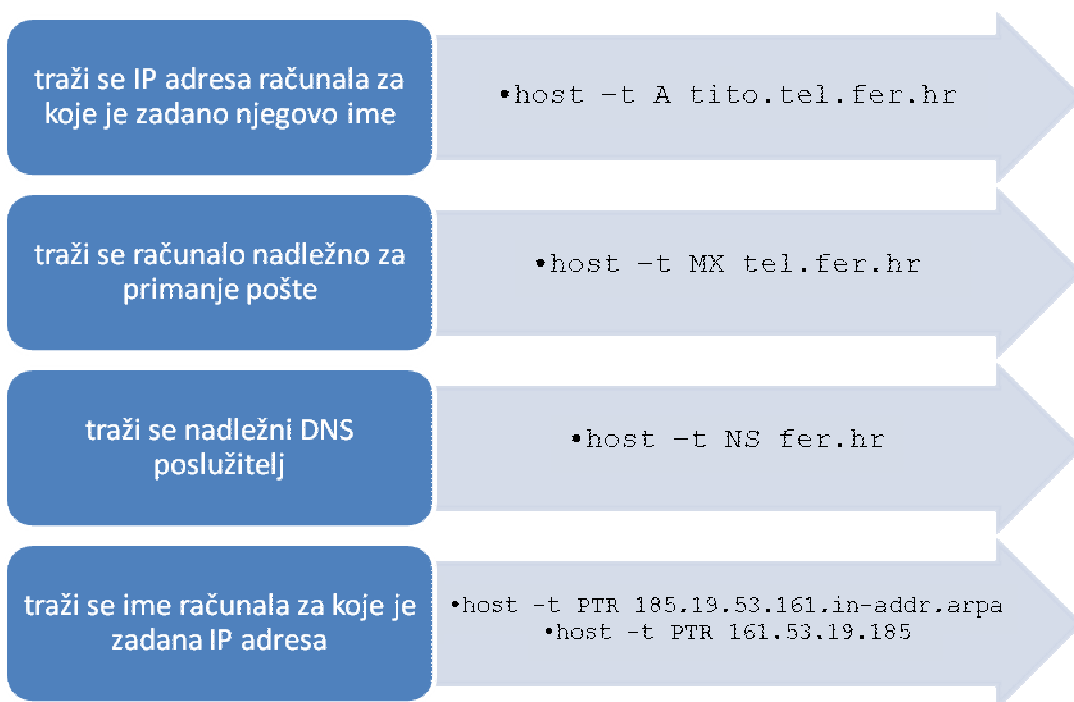 traži se IP adresa računala za
koje je zadano njegovo ime
•host –t A tito.tel.fer.hr
traži se računalo nadležno za
primanje pošte
•host –t MX tel.fer.hr
traži se nadležni DNS
poslužitelj
•host –t NS fer.hr
traži se ime računala za koje je
zadana IP adresa
•host -t PTR 185.19.53.161.in-addr.arpa
•host -t PTR 161.53.19.185